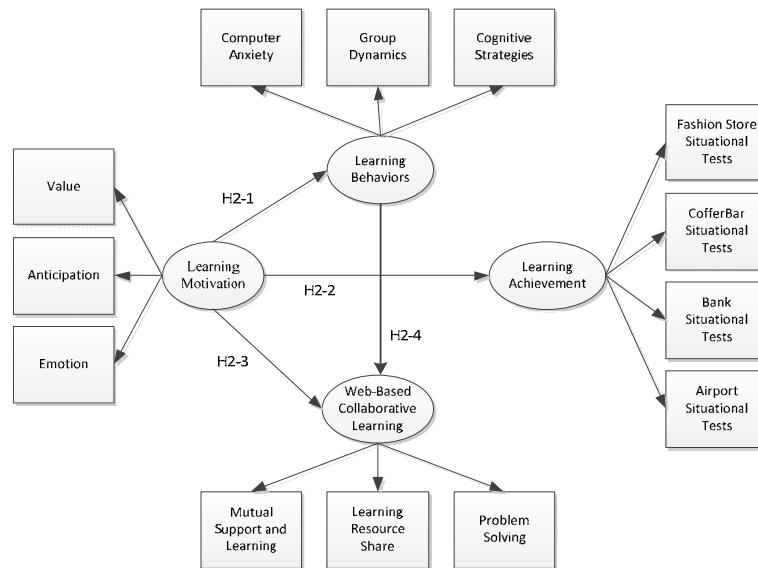 Computer
Anxiety
Group
Dynamics
Cognitive
Strategies
Learning
Behaviors
Fashion Store
Situational
Tests
Value
H2-1
CofferBar
Situational
Tests
Anticipation
Learning
Motivation
H2-2
Learning
Achievement
Bank
Situational
Tests
Emotion
H2-3
H2-4
Web-Based
Collaborative
Learning
Airport
Situational
Tests
Mutual
Support and
Learning
Learning
Resource
Share
Problem
Solving